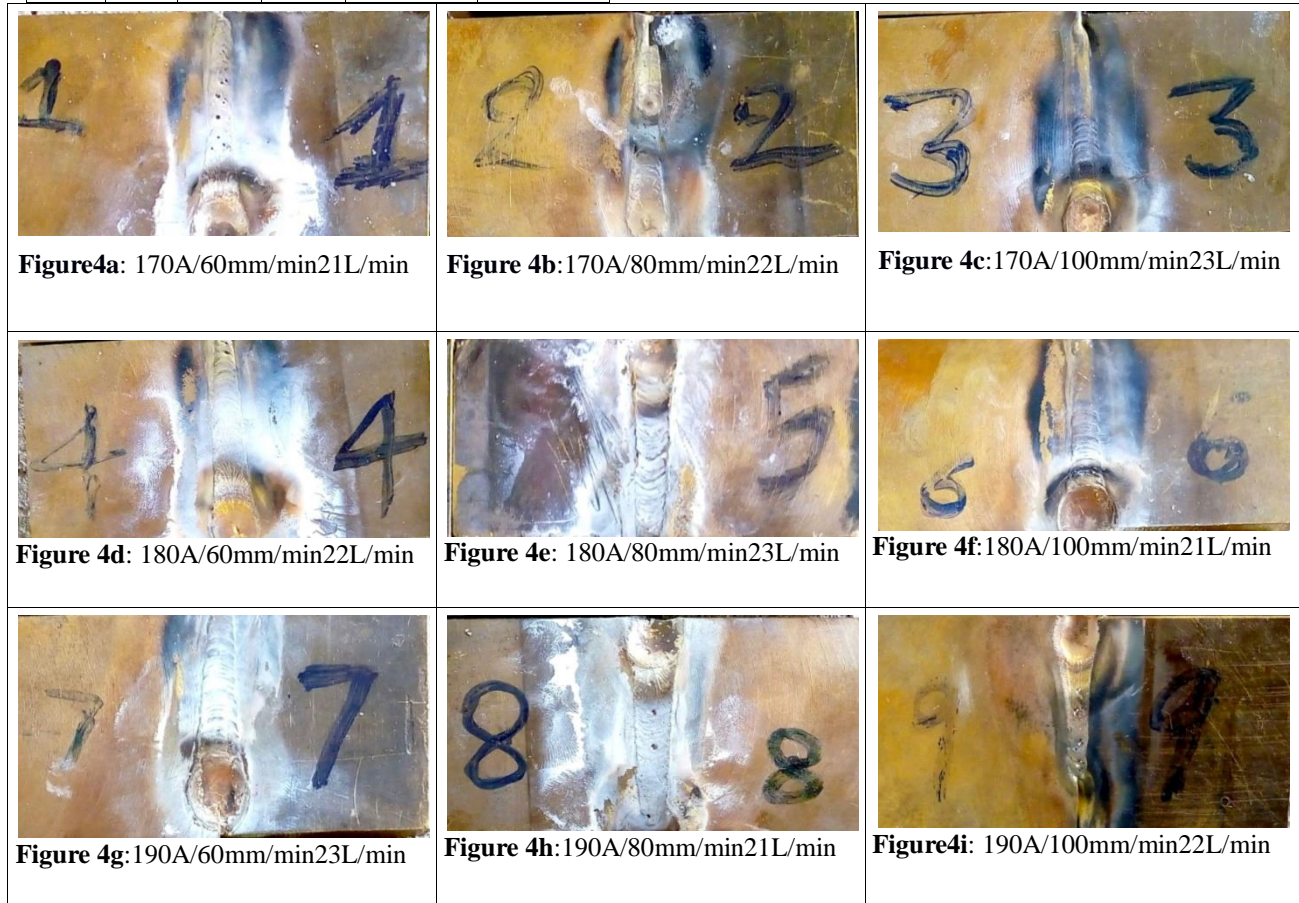 1 1
2 2
3 3
Figure4a: 170A/60mm/min21L/min
Figure 4b:170A/80mm/min22L/min
Figure 4c:170A/100mm/min23L/min
4 4
5
6 6
Figure 4d: 180A/60mm/min22L/min
Figure 4e: 180A/80mm/min23L/min
Figure 4f:180A/100mm/min21L/min
7 7
8 8
9 9
Figure 4g:190A/60mm/min23L/min
Figure 4h:190A/80mm/min21L/min
Figure4i: 190A/100mm/min22L/min